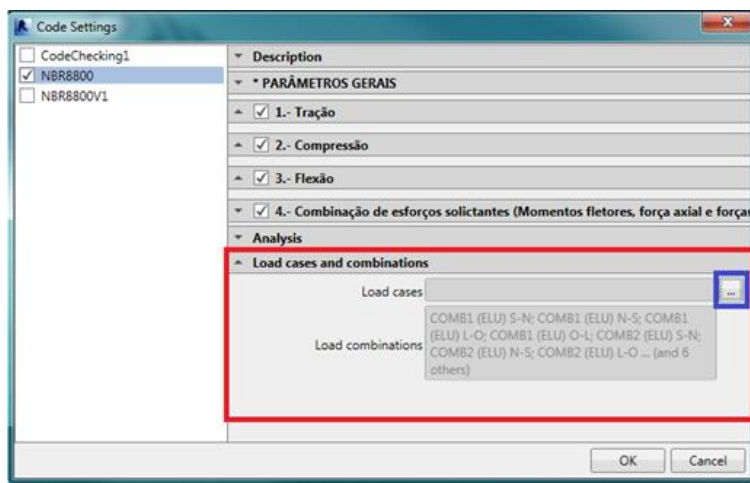 Code Settings
CodeChecking1
NBR8800
NBR8800V1
Description
* PARÂMETROS GERAIS
1.- Tração
2.- Compressão
3.- Flexão
4.- Combinação de esforços solictantes (Momentos fletores, força axial e força
Analysis
Load cases and combinations
Load cases
...
Load combinations
COMB1 (ELU) S-N; COMB1 (ELU) N-S; COMB1
(ELU) L-O; COMB1 (ELU) O-L; COMB2 (ELU) S-N;
COMB2 (ELU) N-S; COMB2 (ELU) L-O ... (and 6
others)
OK
Cancel